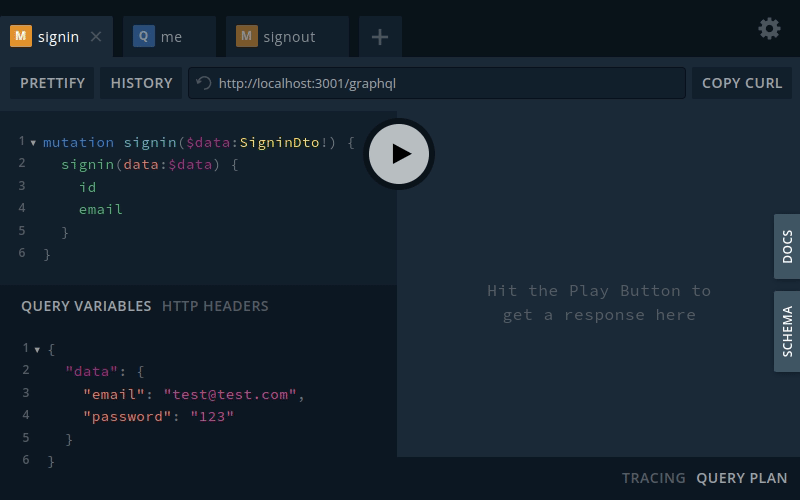 M signin Q me M signout
PRETTIFY HISTORY http://localhost:3001/graphql COPY CURL
1 mutation signin($data:SigninDto!) {
2 signin(data:$data) {
3 id
4 email
5 }
6 }
QUERY VARIABLES HTTP HEADERS
1 {
2 "data": {
3 "email": "test@test.com",
4 "password": "123"
5 }
6 }
Hit the Play Button to
get a response here
DOCS
SCHEMA
TRACING QUERY PLAN